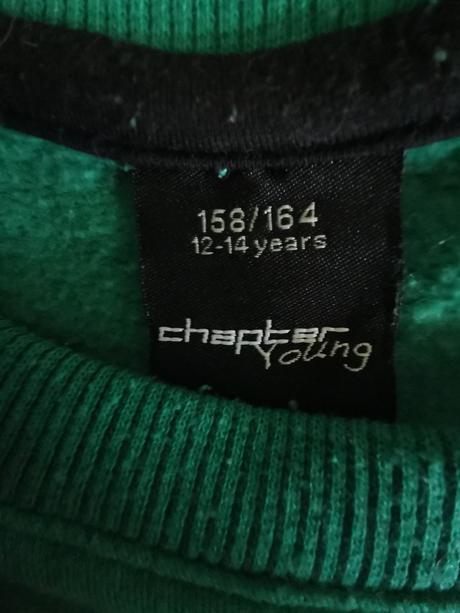 158/164
12-14 years
chapter
Young